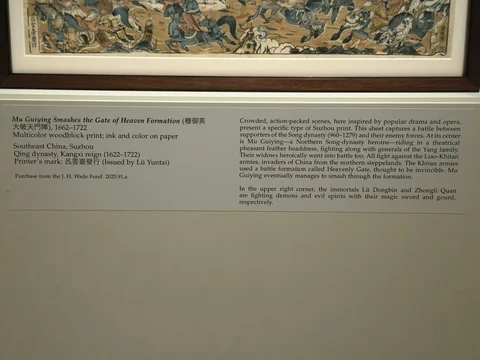 Mu Guiying Smashes the Gate of Heaven Formation (穆御英
大破天門陣), 1662–1722
Multicolor woodblock print; ink and color on paper
Southeast China, Suzhou
Qing dynasty, Kangxi reign (1622–1722)
Printer's mark: 呂雲臺發行 (Issued by Lü Yuntai)
Purchase from the J. H. Wade Fund 2025.91.a
Crowded, action-packed scenes, here inspired by popular drama and opera,
present a specific type of Suzhou print. This sheet captures a battle between
supporters of the Song dynasty (960–1279) and their enemy forces. At its center
is Mu Guiying—a Northern Song-dynasty heroine—riding in a theatrical
pheasant feather headdress, fighting along with generals of the Yang family.
Their widows heroically went into battle too. All fight against the Liao-Khitan
armies, invaders of China from the northern steppelands. The Khitan armies
used a battle formation called Heavenly Gate, thought to be invincible. Mu
Guiying eventually manages to smash through the formation.
In the upper right corner, the immortals Lü Dongbin and Zhongli Quan
are fighting demons and evil spirits with their magic sword and gourd,
respectively.